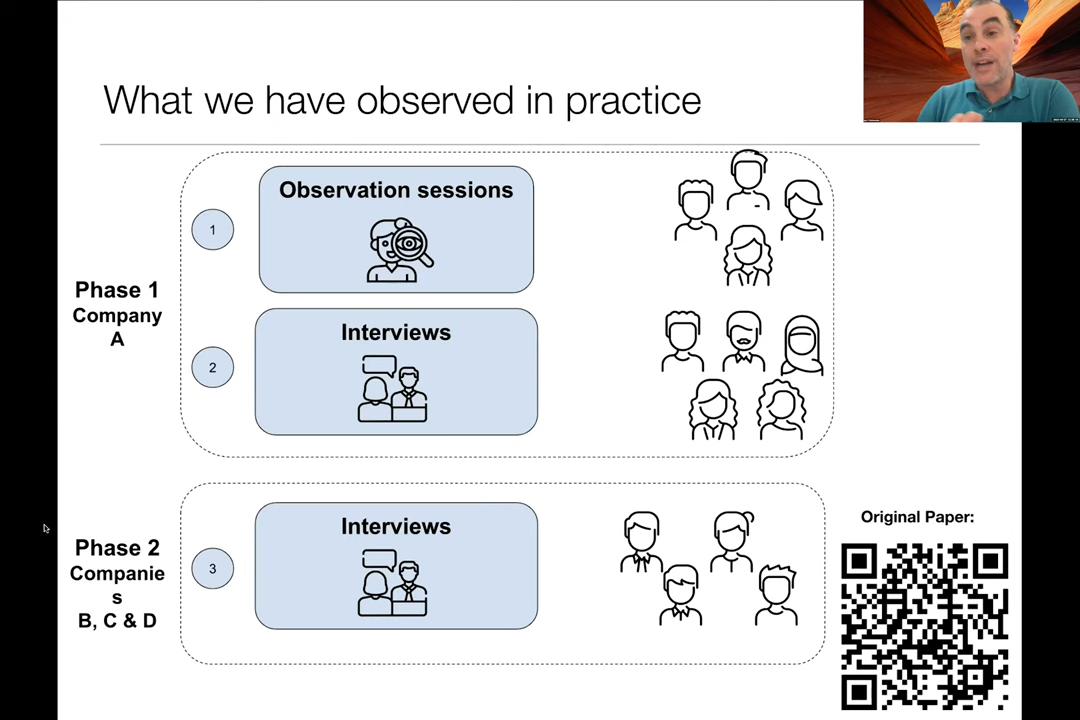 What we have observed in practice
Observation sessions
1
Phase 1
Company
A
Interviews
2
Interviews
Phase 2
Companie
s
B, C & D
3
Original Paper: